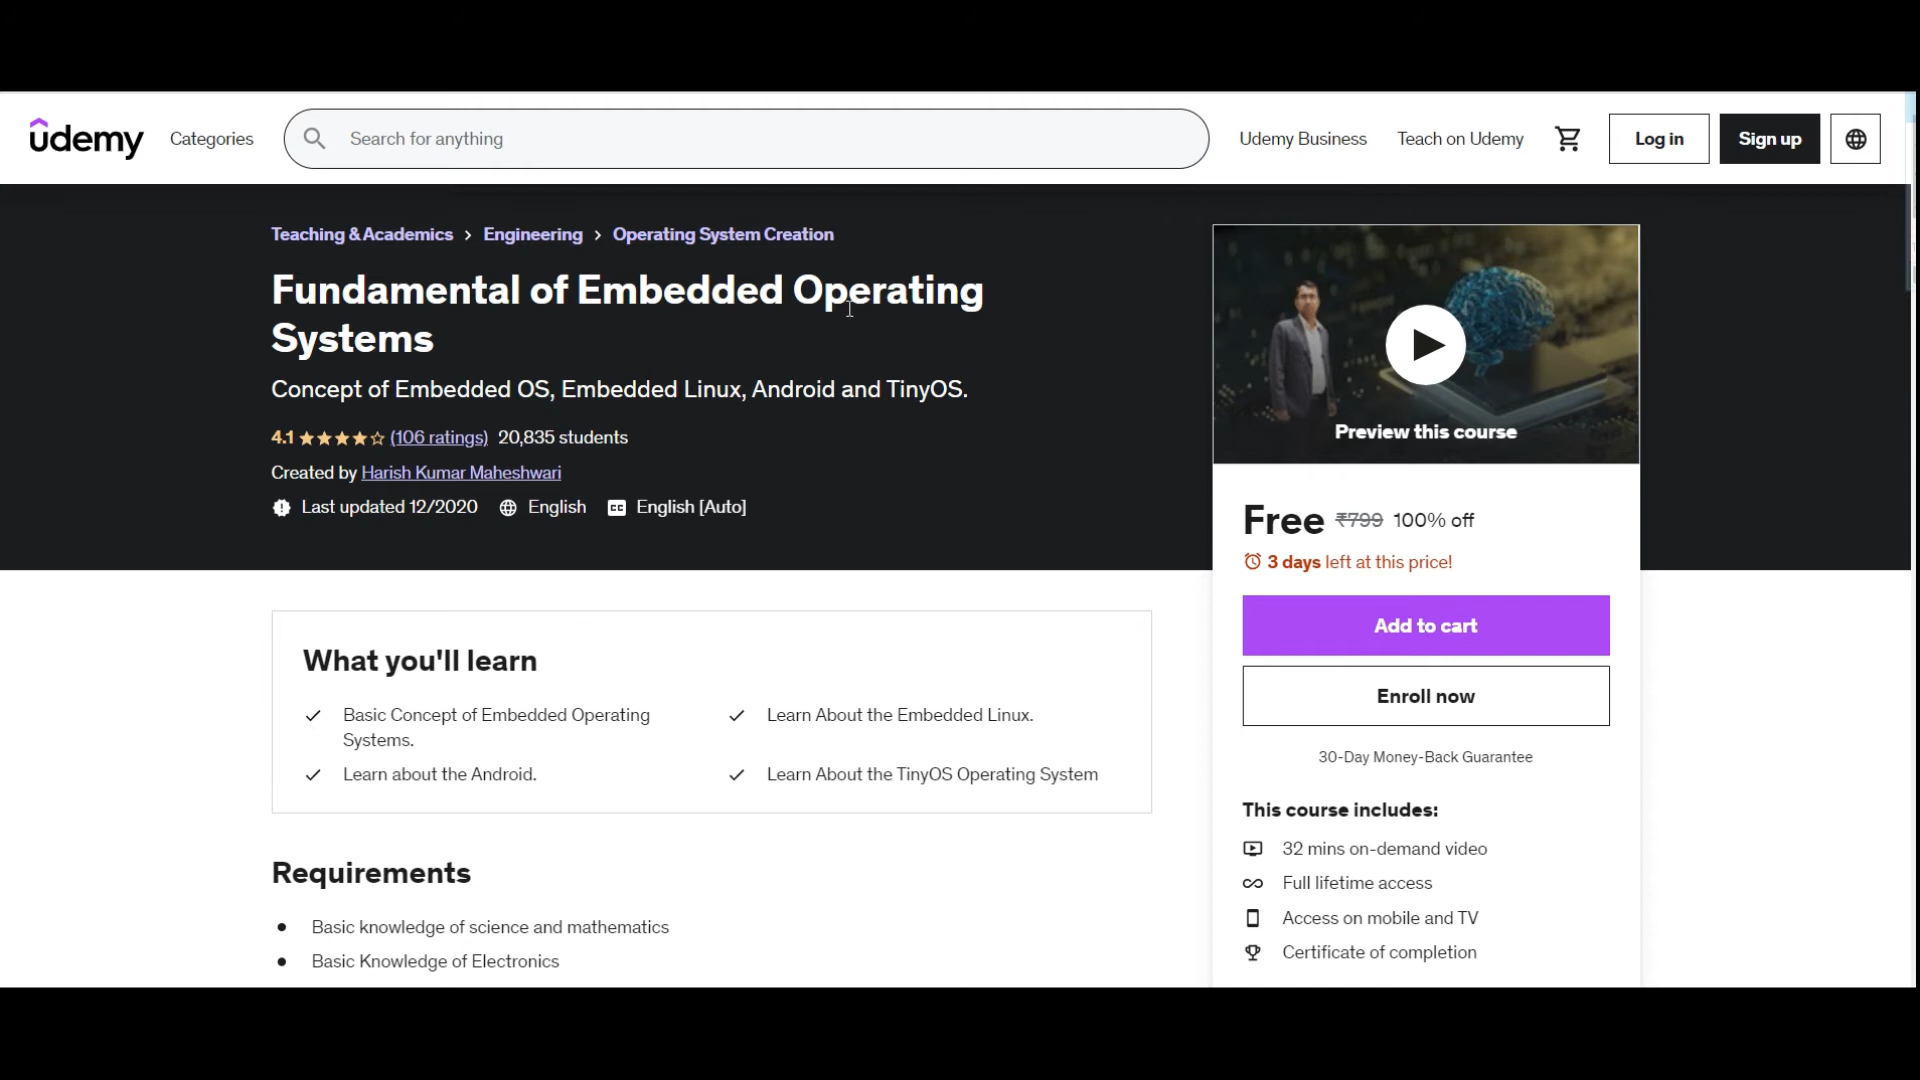 udemy
Categories
Search for anything
Udemy Business
Teach on Udemy
Log in
Sign up
Teaching & Academics > Engineering > Operating System Creation
Fundamental of Embedded Operating
Systems
Concept of Embedded OS, Embedded Linux, Android and TinyOS.
4.1 (106 ratings) 20,835 students
Created by Harish Kumar Maheshwari
Last updated 12/2020 English CC English [Auto]
Preview this course
Free ₹799 100% off
3 days left at this price!
Add to cart
Enroll now
30-Day Money-Back Guarantee
This course includes:
32 mins on-demand video
Full lifetime access
Access on mobile and TV
Certificate of completion
What you'll learn
Basic Concept of Embedded Operating
Systems.
Learn About the Embedded Linux.
Learn about the Android.
Learn About the TinyOS Operating System
Requirements
Basic knowledge of science and mathematics
Basic Knowledge of Electronics